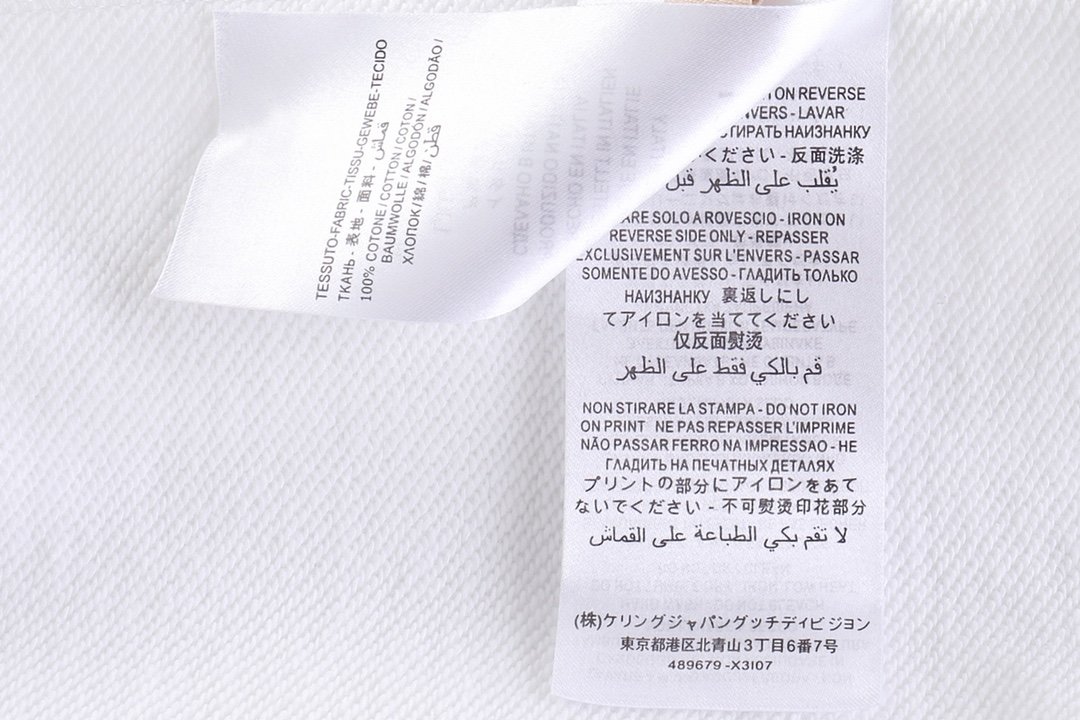 TESSUTO-FABRIC-TISSU-GEWEBE-TECIDO
ТКАНЬ - 表地 - 面料 - قماش
100% COTONE / COTTON / COTON /
BAUMWOLLE / ALGODÓN / ALGODÃO /
ХЛОПОК / 綿 / 棉 / قطن
ON REVERSE
- LAVAR
НАИЗНАНКУ
ください - 反面洗涤
يُقلب على الظهر قبل
SOLO A ROVESCIO - IRON ON
REVERSE SIDE ONLY - REPASSER
EXCLUSIVEMENT SUR L'ENVERS - PASSAR
SOMENTE DO AVESSO - ГЛАДИТЬ ТОЛЬКО
НАИЗНАНКУ 裏返しにし
てアイロンを当ててください
仅反面熨烫
قم بالكي فقط على الظهر
NON STIRARE LA STAMPA - DO NOT IRON
ON PRINT NE PAS REPASSER L'IMPRIME
NÃO PASSAR FERRO NA IMPRESSAO - НЕ
ГЛАДИТЬ НА ПЕЧАТНЫХ ДЕТАЛЯХ
プリントの部分にアイロンをあて
ないでください - 不可熨烫印花部分
لا تقم بكي الطباعة على القماش
(株)ケリングジャパングッチディビジョン
東京都港区北青山3丁目6番7号
489679 -X3I07